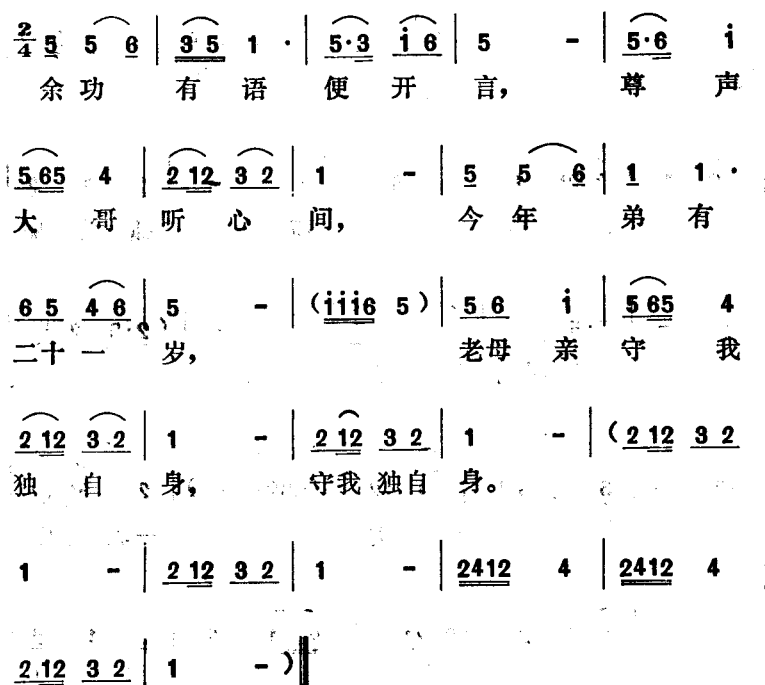 2/4 5 5 6 | 3 5 1 · | 5·3 i 6 | 5 - | 5·6 i
余功 有 语 便 开 言, 尊 声
565 4 | 2 12 3 2 | 1 - | 5 5 6 | 1 1 ·
大 哥 听 心 间, 今 年 弟 有
6 5 4 6 | 5 - | (iii6 5) | 5 6 i | 565 4
二十一 岁, 老母 亲 守 我
2 12 3 2 | 1 - | 2 12 3 2 | 1 - | (2 12 3 2
独 自 身, 守我 独自 身。
1 - | 2 12 3 2 | 1 - | 2412 4 | 2412 4
2 12 3 2 | 1 - )‖